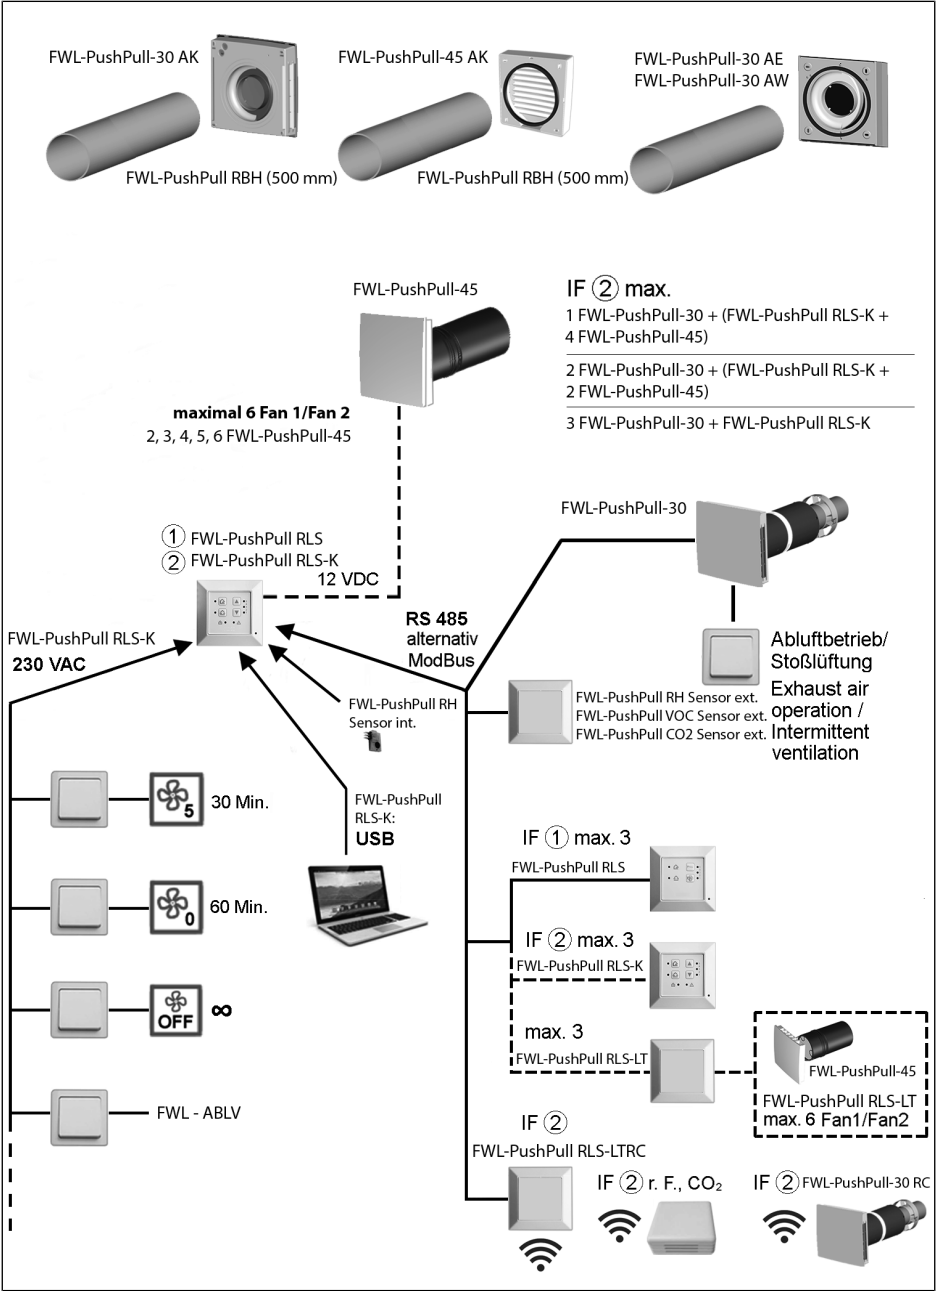 FWL-PushPull-30 AK
FWL-PushPull RBH (500 mm)
FWL-PushPull-45 AK
FWL-PushPull RBH (500 mm)
FWL-PushPull-30 AE
FWL-PushPull-30 AW
FWL-PushPull-45
IF ② max.
1 FWL-PushPull-30 + (FWL-PushPull RLS-K +
4 FWL-PushPull-45)
2 FWL-PushPull-30 + (FWL-PushPull RLS-K +
2 FWL-PushPull-45)
3 FWL-PushPull-30 + FWL-PushPull RLS-K
maximal 6 Fan 1/Fan 2
2, 3, 4, 5, 6 FWL-PushPull-45
FWL-PushPull-30
① FWL-PushPull RLS
② FWL-PushPull RLS-K
12 VDC
FWL-PushPull RLS-K
230 VAC
RS 485
alternativ
ModBus
Abluftbetrieb/
Stoßlüftung
Exhaust air
operation /
Intermittent
ventilation
FWL-PushPull RH
Sensor int.
FWL-PushPull RH Sensor ext.
FWL-PushPull VOC Sensor ext.
FWL-PushPull CO2 Sensor ext.
5
30 Min.
FWL-PushPull
RLS-K:
USB
0
60 Min.
OFF
∞
FWL - ABLV
IF ① max. 3
FWL-PushPull RLS
IF ② max. 3
FWL-PushPull RLS-K
max. 3
FWL-PushPull RLS-LT
FWL-PushPull-45
FWL-PushPull RLS-LT
max. 6 Fan1/Fan2
IF ②
FWL-PushPull RLS-LTRC
IF ② r. F., CO₂
IF ② FWL-PushPull-30 RC